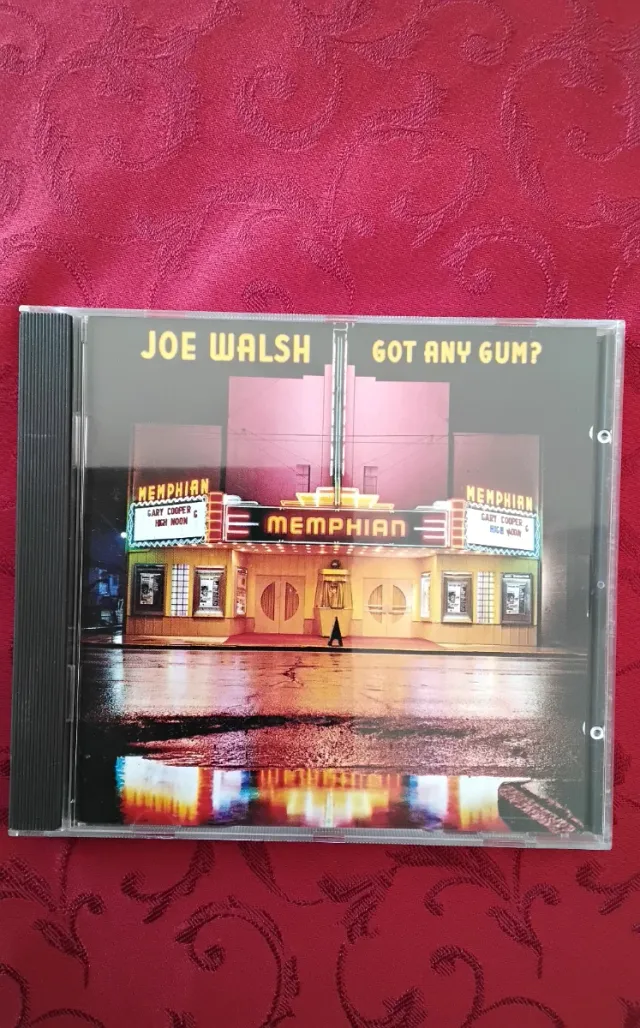 JOE WALSH
GOT ANY GUM?
MEMPHIAN
GARY COOPER
HIGH NOON
MEMPHIAN
MEMPHIAN
GARY COOPER
HIGH NOON